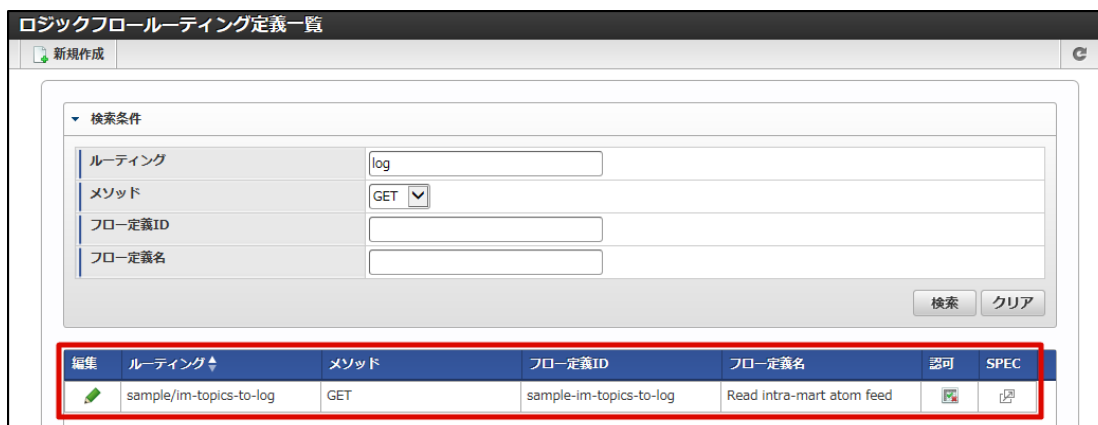 ロジックフロールーティング定義一覧
新規作成
検索条件
ルーティング log
メソッド GET
フロー定義ID
フロー定義名
検索 クリア
編集 ルーティング メソッド フロー定義ID フロー定義名 認可 SPEC
sample/im-topics-to-log GET sample-im-topics-to-log Read intra-mart atom feed